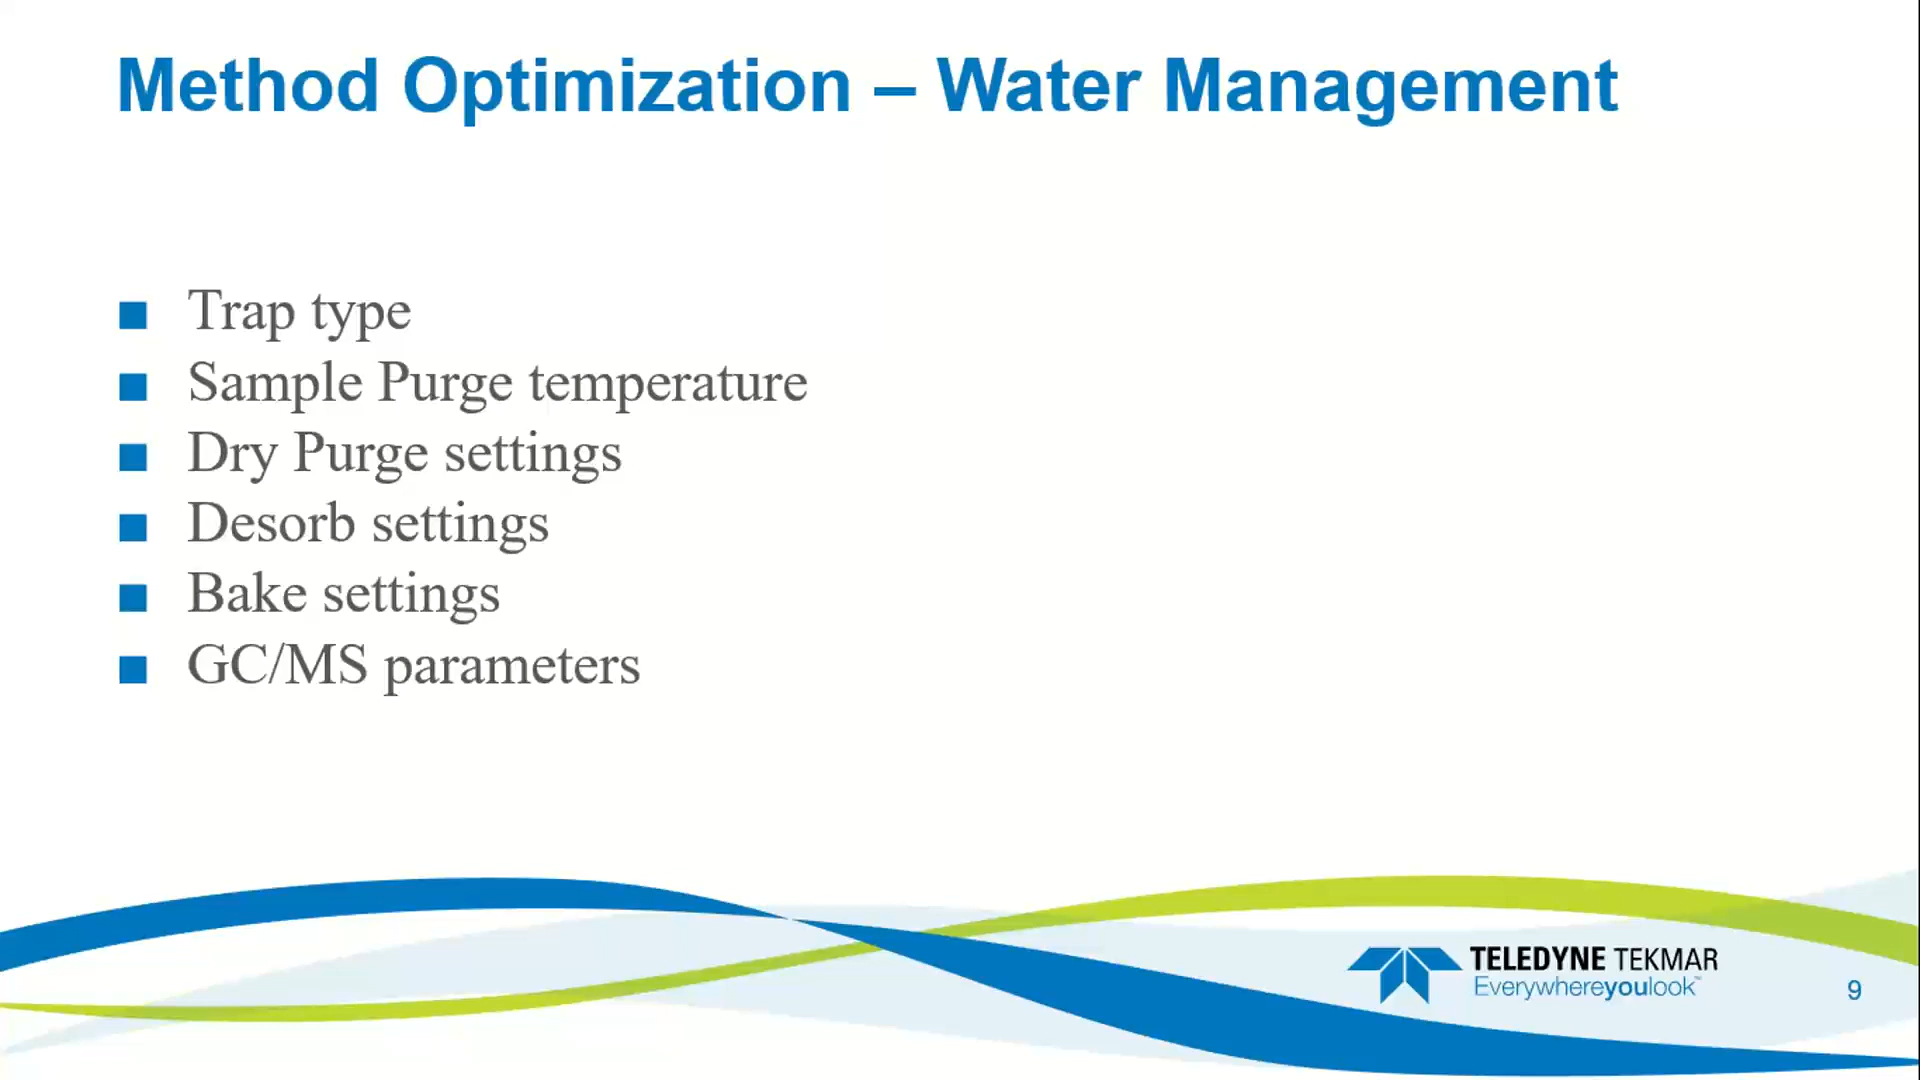 Method Optimization – Water Management
Trap type
Sample Purge temperature
Dry Purge settings
Desorb settings
Bake settings
GC/MS parameters
TELEDYNE TEKMAR
Everywhereyoulook™
9